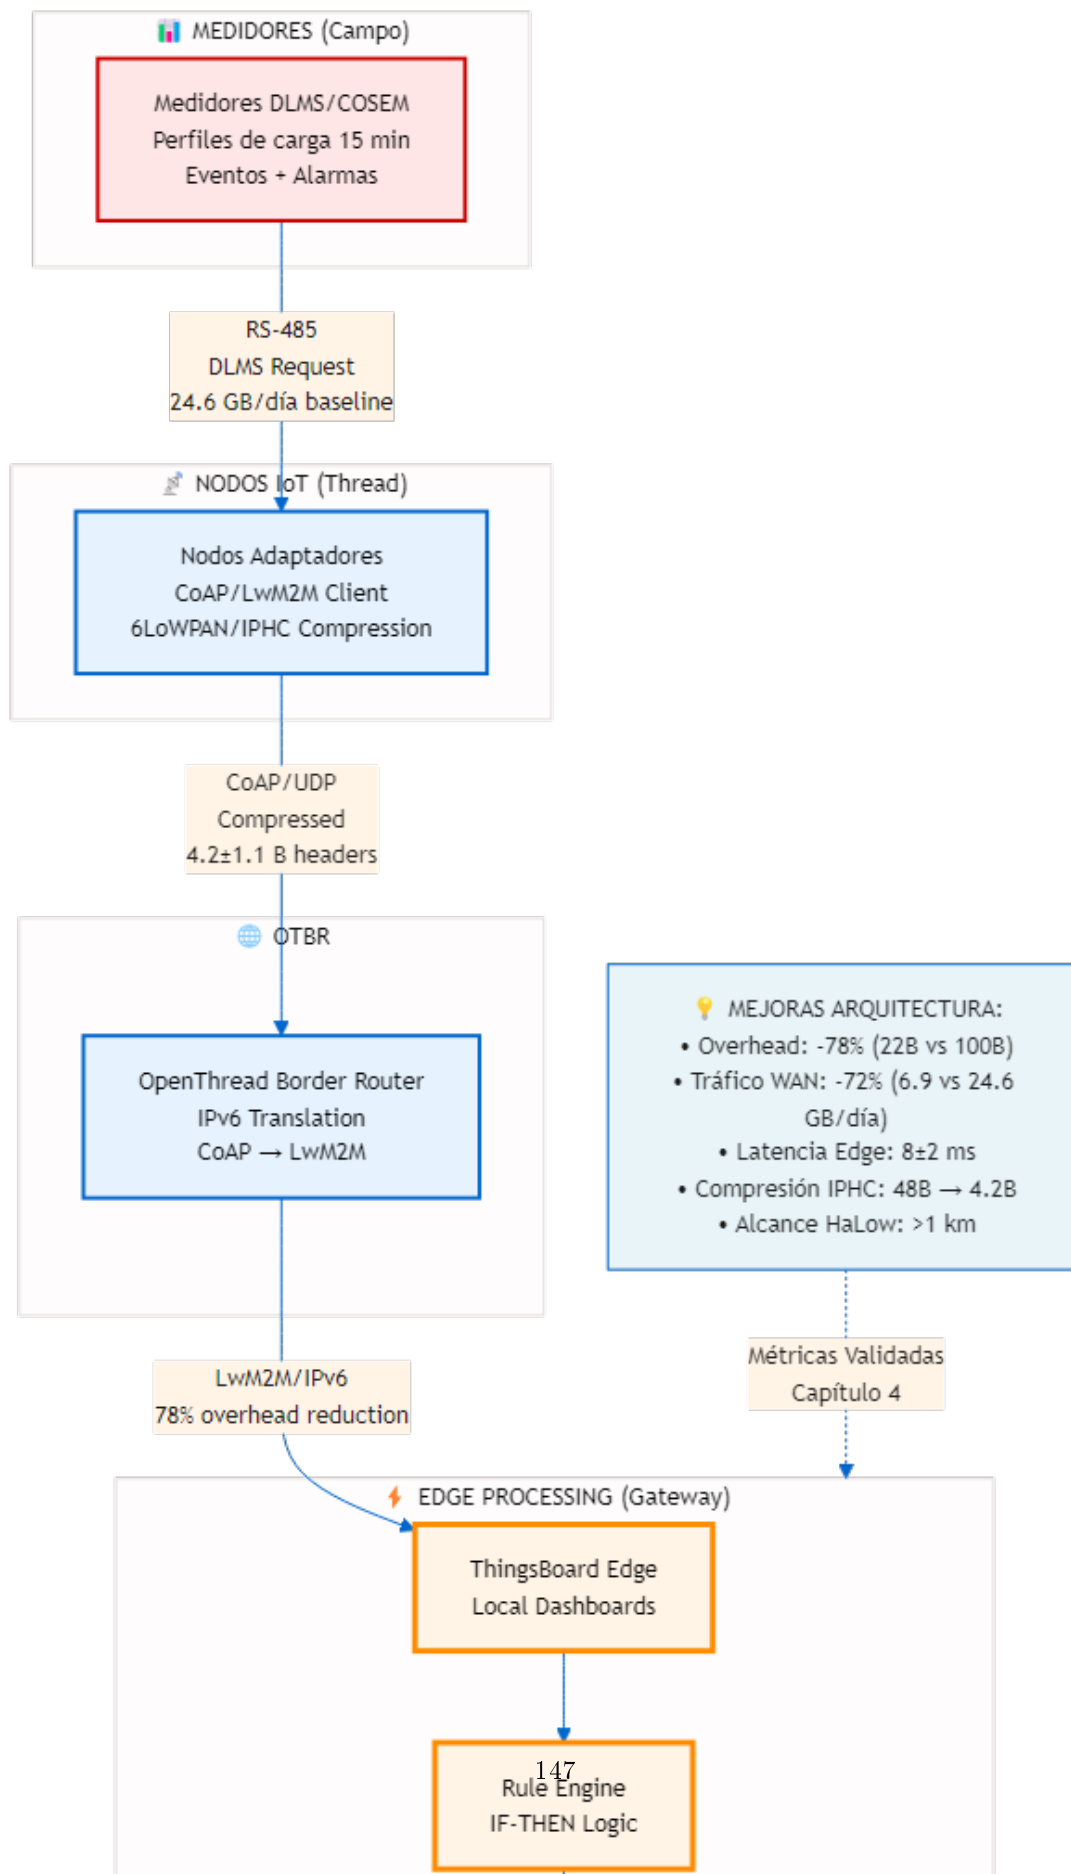 MEDIDORES (Campo)
Medidores DLMS/COSEM
Perfiles de carga 15 min
Eventos + Alarmas
RS-485
DLMS Request
24.6 GB/día baseline
NODOS IoT (Thread)
Nodos Adaptadores
CoAP/LwM2M Client
6LoWPAN/IPHC Compression
CoAP/UDP
Compressed
4.2±1.1 B headers
OTBR
OpenThread Border Router
IPv6 Translation
CoAP → LwM2M
MEJORAS ARQUITECTURA:
• Overhead: -78% (22B vs 100B)
• Tráfico WAN: -72% (6.9 vs 24.6
GB/día)
• Latencia Edge: 8±2 ms
• Compresión IPHC: 48B → 4.2B
• Alcance HaLow: >1 km
LwM2M/IPv6
78% overhead reduction
Métricas Validadas
Capítulo 4
EDGE PROCESSING (Gateway)
ThingsBoard Edge
Local Dashboards
147
Rule Engine
IF-THEN Logic